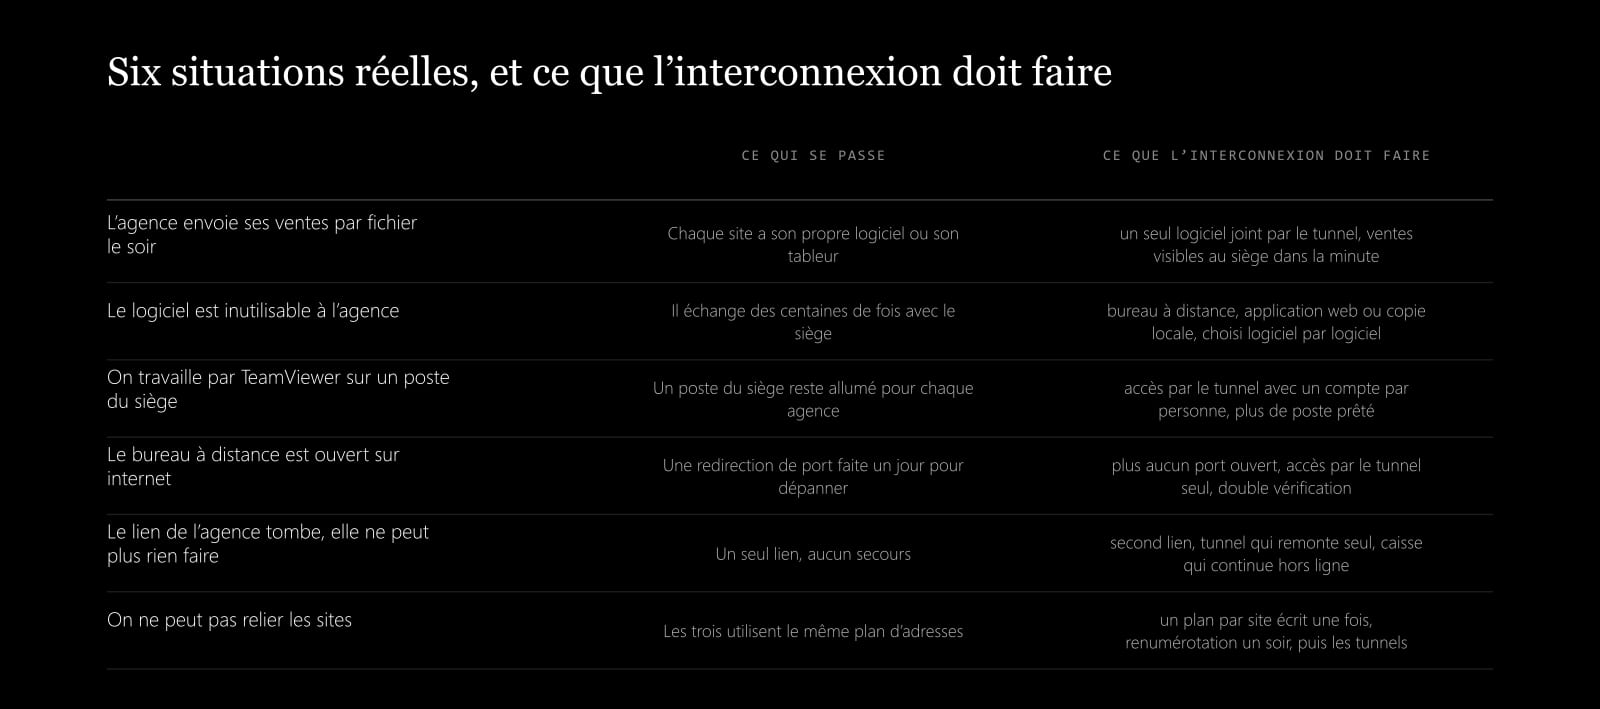 Six situations réelles, et ce que l’interconnexion doit faire
CE QUI SE PASSE
CE QUE L’INTERCONNEXION DOIT FAIRE
L’agence envoie ses ventes par fichier
le soir
Chaque site a son propre logiciel ou son
tableur
un seul logiciel joint par le tunnel, ventes
visibles au siège dans la minute
Le logiciel est inutilisable à l’agence
Il échange des centaines de fois avec le
siège
bureau à distance, application web ou copie
locale, choisi logiciel par logiciel
On travaille par TeamViewer sur un poste
du siège
Un poste du siège reste allumé pour chaque
agence
accès par le tunnel avec un compte par
personne, plus de poste prêté
Le bureau à distance est ouvert sur
internet
Une redirection de port faite un jour pour
dépanner
plus aucun port ouvert, accès par le tunnel
seul, double vérification
Le lien de l’agence tombe, elle ne peut
plus rien faire
Un seul lien, aucun secours
second lien, tunnel qui remonte seul, caisse
qui continue hors ligne
On ne peut pas relier les sites
Les trois utilisent le même plan d’adresses
un plan par site écrit une fois,
renumérotation un soir, puis les tunnels